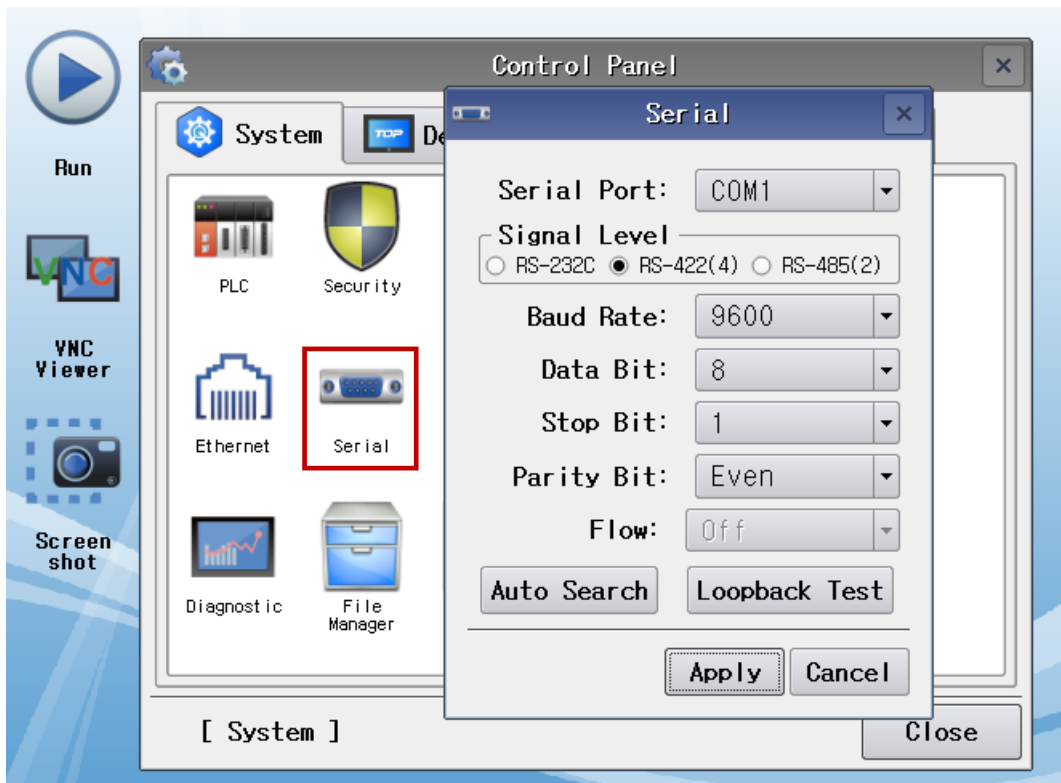 Control Panel
Run
VNC
VNC
Viewer
Screen
shot
System
TOP
De
PLC
Security
Ethernet
Serial
Diagnostic
File
Manager
[ System ]
Close
Serial
Serial Port: COM1
Signal Level
RS-232C RS-422(4) RS-485(2)
Baud Rate: 9600
Data Bit: 8
Stop Bit: 1
Parity Bit: Even
Flow: Off
Auto Search Loopback Test
Apply Cancel